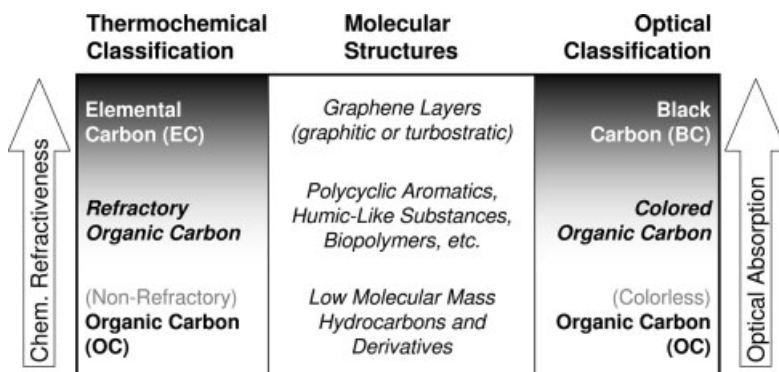 Thermochemical
Classification
Molecular
Structures
Optical
Classification
Chem. Refractiveness
Elemental
Carbon (EC)
Graphene Layers
(graphitic or turbostratic)
Black
Carbon (BC)
Refractory
Organic Carbon
Polycyclic Aromatics,
Humic-Like Substances,
Biopolymers, etc.
Colored
Organic Carbon
(Non-Refractory)
Organic Carbon
(OC)
Low Molecular Mass
Hydrocarbons and
Derivatives
(Colorless)
Organic Carbon
(OC)
Optical Absorption